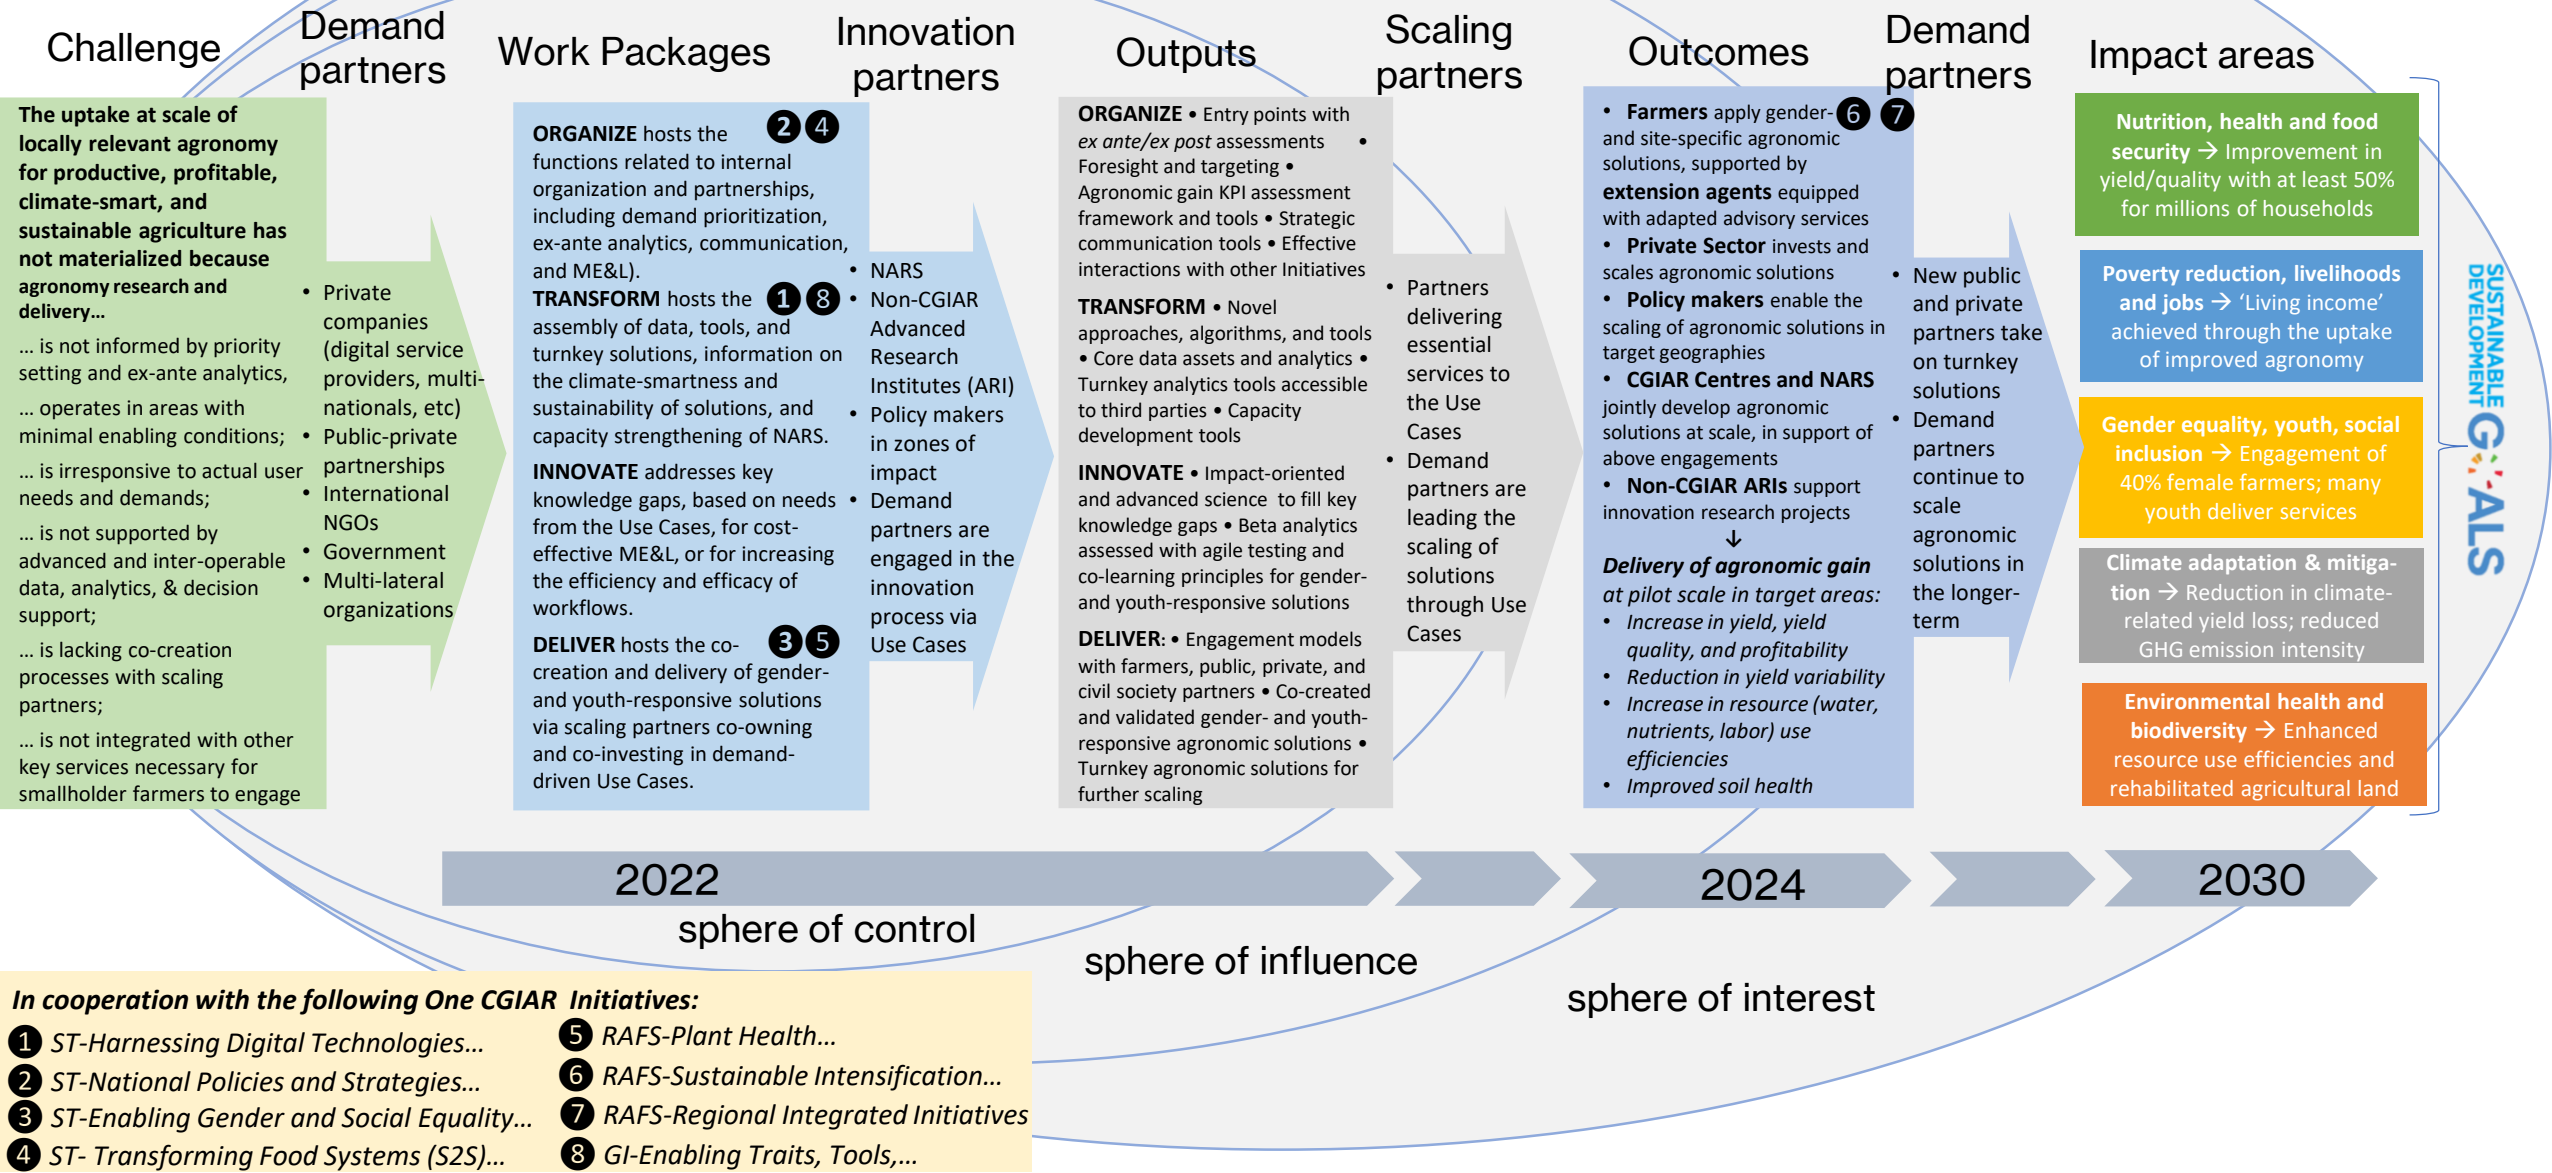 Challenge
The uptake at scale of
locally relevant agronomy
for productive, profitable,
climate-smart, and
sustainable agriculture has
not materialized because
agronomy research and
delivery...
... is not informed by priority
setting and ex-ante analytics,
... operates in areas with
minimal enabling conditions;
... is irresponsive to actual user
needs and demands;
... is not supported by
advanced and inter-operable
data, analytics, & decision
support;
... is lacking co-creation
processes with scaling
partners;
... is not integrated with other
key services necessary for
smallholder farmers to engage
Demand
partners
• Private
companies
(digital service
providers, multi-
nationals, etc)
• Public-private
partnerships
• International
NGOs
• Government
• Multi-lateral
organizations
Work Packages
ORGANIZE hosts the 2 4
functions related to internal
organization and partnerships,
including demand prioritization,
ex-ante analytics, communication,
and ME&L).
TRANSFORM hosts the 1 8
assembly of data, tools, and
turnkey solutions, information on
the climate-smartness and
sustainability of solutions, and
capacity strengthening of NARS.
INNOVATE addresses key
knowledge gaps, based on needs
from the Use Cases, for cost-
effective ME&L, or for increasing
the efficiency and efficacy of
workflows.
DELIVER hosts the co- 3 5
creation and delivery of gender-
and youth-responsive solutions
via scaling partners co-owning
and co-investing in demand-
driven Use Cases.
Innovation
partners
• NARS
• Non-CGIAR
Advanced
Research
Institutes (ARI)
• Policy makers
in zones of
impact
• Demand
partners are
engaged in the
innovation
process via
Use Cases
Outputs
ORGANIZE • Entry points with
ex ante/ex post assessments •
Foresight and targeting •
Agronomic gain KPI assessment
framework and tools • Strategic
communication tools • Effective
interactions with other Initiatives
TRANSFORM • Novel
approaches, algorithms, and tools
• Core data assets and analytics •
Turnkey analytics tools accessible
to third parties • Capacity
development tools
INNOVATE • Impact-oriented
and advanced science to fill key
knowledge gaps • Beta analytics
assessed with agile testing and
co-learning principles for gender-
and youth-responsive solutions
DELIVER: • Engagement models
with farmers, public, private, and
civil society partners • Co-created
and validated gender- and youth-
responsive agronomic solutions •
Turnkey agronomic solutions for
further scaling
Scaling
partners
• Partners
delivering
essential
services to
the Use
Cases
• Demand
partners are
leading the
scaling of
solutions
through Use
Cases
Outcomes
• Farmers apply gender- 6 7
and site-specific agronomic
solutions, supported by
extension agents equipped
with adapted advisory services
• Private Sector invests and
scales agronomic solutions
• Policy makers enable the
scaling of agronomic solutions in
target geographies
• CGIAR Centres and NARS
jointly develop agronomic
solutions at scale, in support of
above engagements
• Non-CGIAR ARIs support
innovation research projects
↓
Delivery of agronomic gain
at pilot scale in target areas:
• Increase in yield, yield
quality, and profitability
• Reduction in yield variability
• Increase in resource (water,
nutrients, labor) use
efficiencies
• Improved soil health
Demand
partners
• New public
and private
partners take
on turnkey
solutions
• Demand
partners
continue to
scale
agronomic
solutions in
the longer-
term
Impact areas
Nutrition, health and food
security → Improvement in
yield/quality with at least 50%
for millions of households
Poverty reduction, livelihoods
and jobs → ‘Living income’
achieved through the uptake
of improved agronomy
Gender equality, youth, social
inclusion → Engagement of
40% female farmers; many
youth deliver services
Climate adaptation & mitiga-
tion → Reduction in climate-
related yield loss; reduced
GHG emission intensity
Environmental health and
biodiversity → Enhanced
resource use efficiencies and
rehabilitated agricultural land
SUSTAINABLE
DEVELOPMENT
GOALS
2022
2024
2030
sphere of control
sphere of influence
sphere of interest
In cooperation with the following One CGIAR Initiatives:
1 ST-Harnessing Digital Technologies...
2 ST-National Policies and Strategies...
3 ST-Enabling Gender and Social Equality...
4 ST- Transforming Food Systems (S2S)...
5 RAFS-Plant Health...
6 RAFS-Sustainable Intensification...
7 RAFS-Regional Integrated Initiatives
8 GI-Enabling Traits, Tools,...